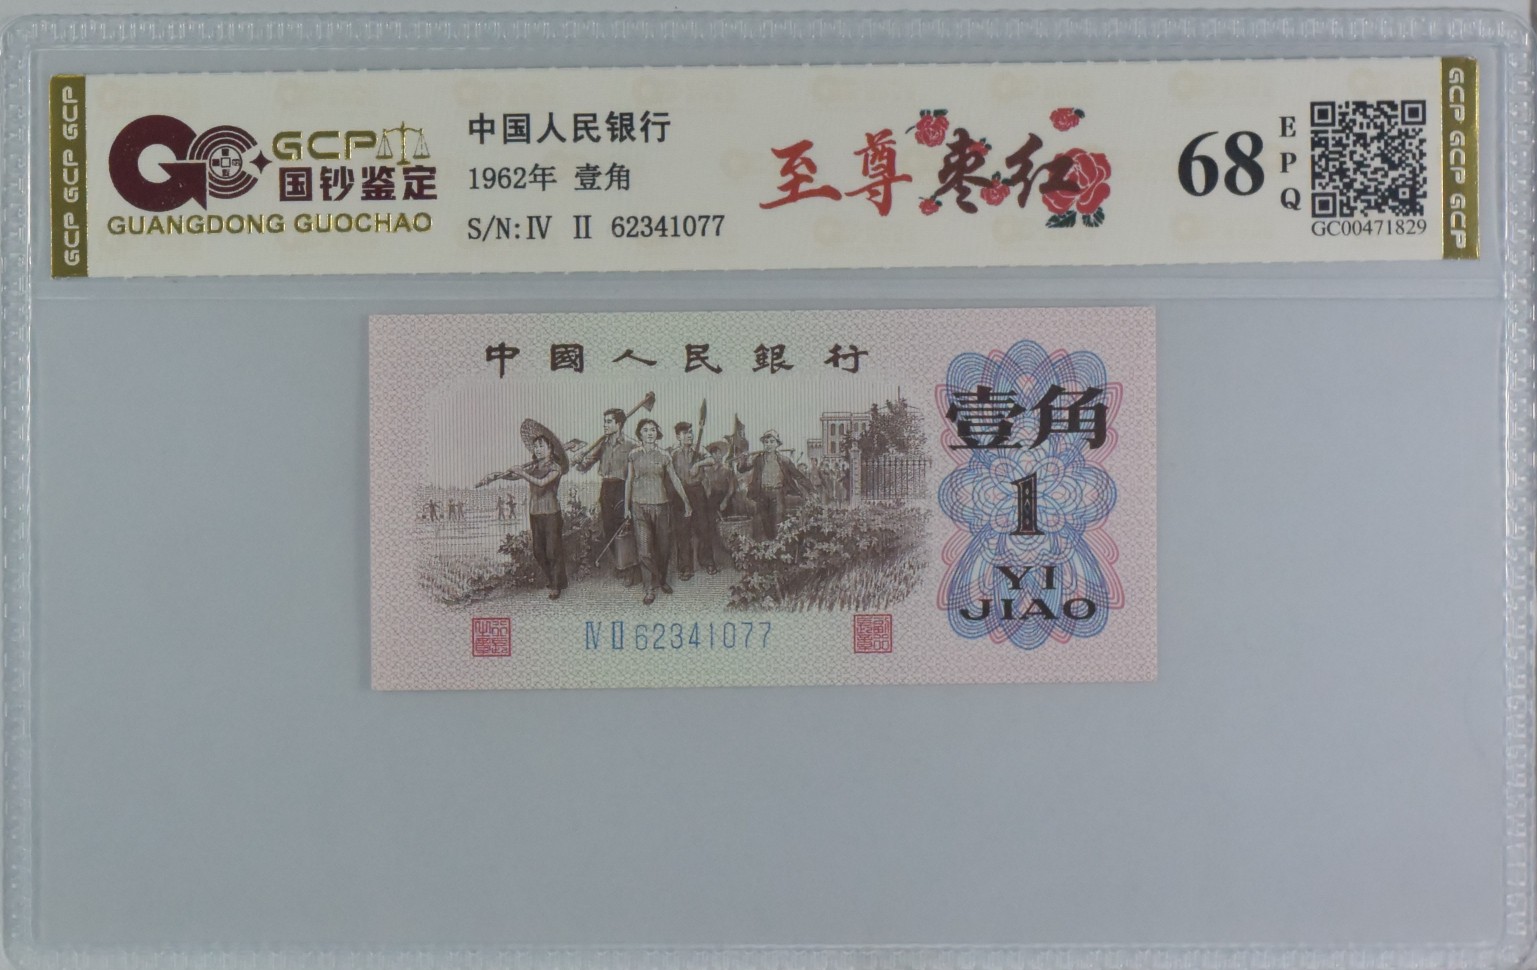 GCP GCP GCP
GCP
国钞鉴定
GUANGDONG GUOCHAO
中国人民银行
1962年 壹角
S/N: Ⅳ Ⅱ 62341077
至尊枣红
68
EPQ
GC00471829
GCP GCP GCP
中國人民銀行
壹角
1
YI
JIAO
Ⅳ Ⅱ 62341077